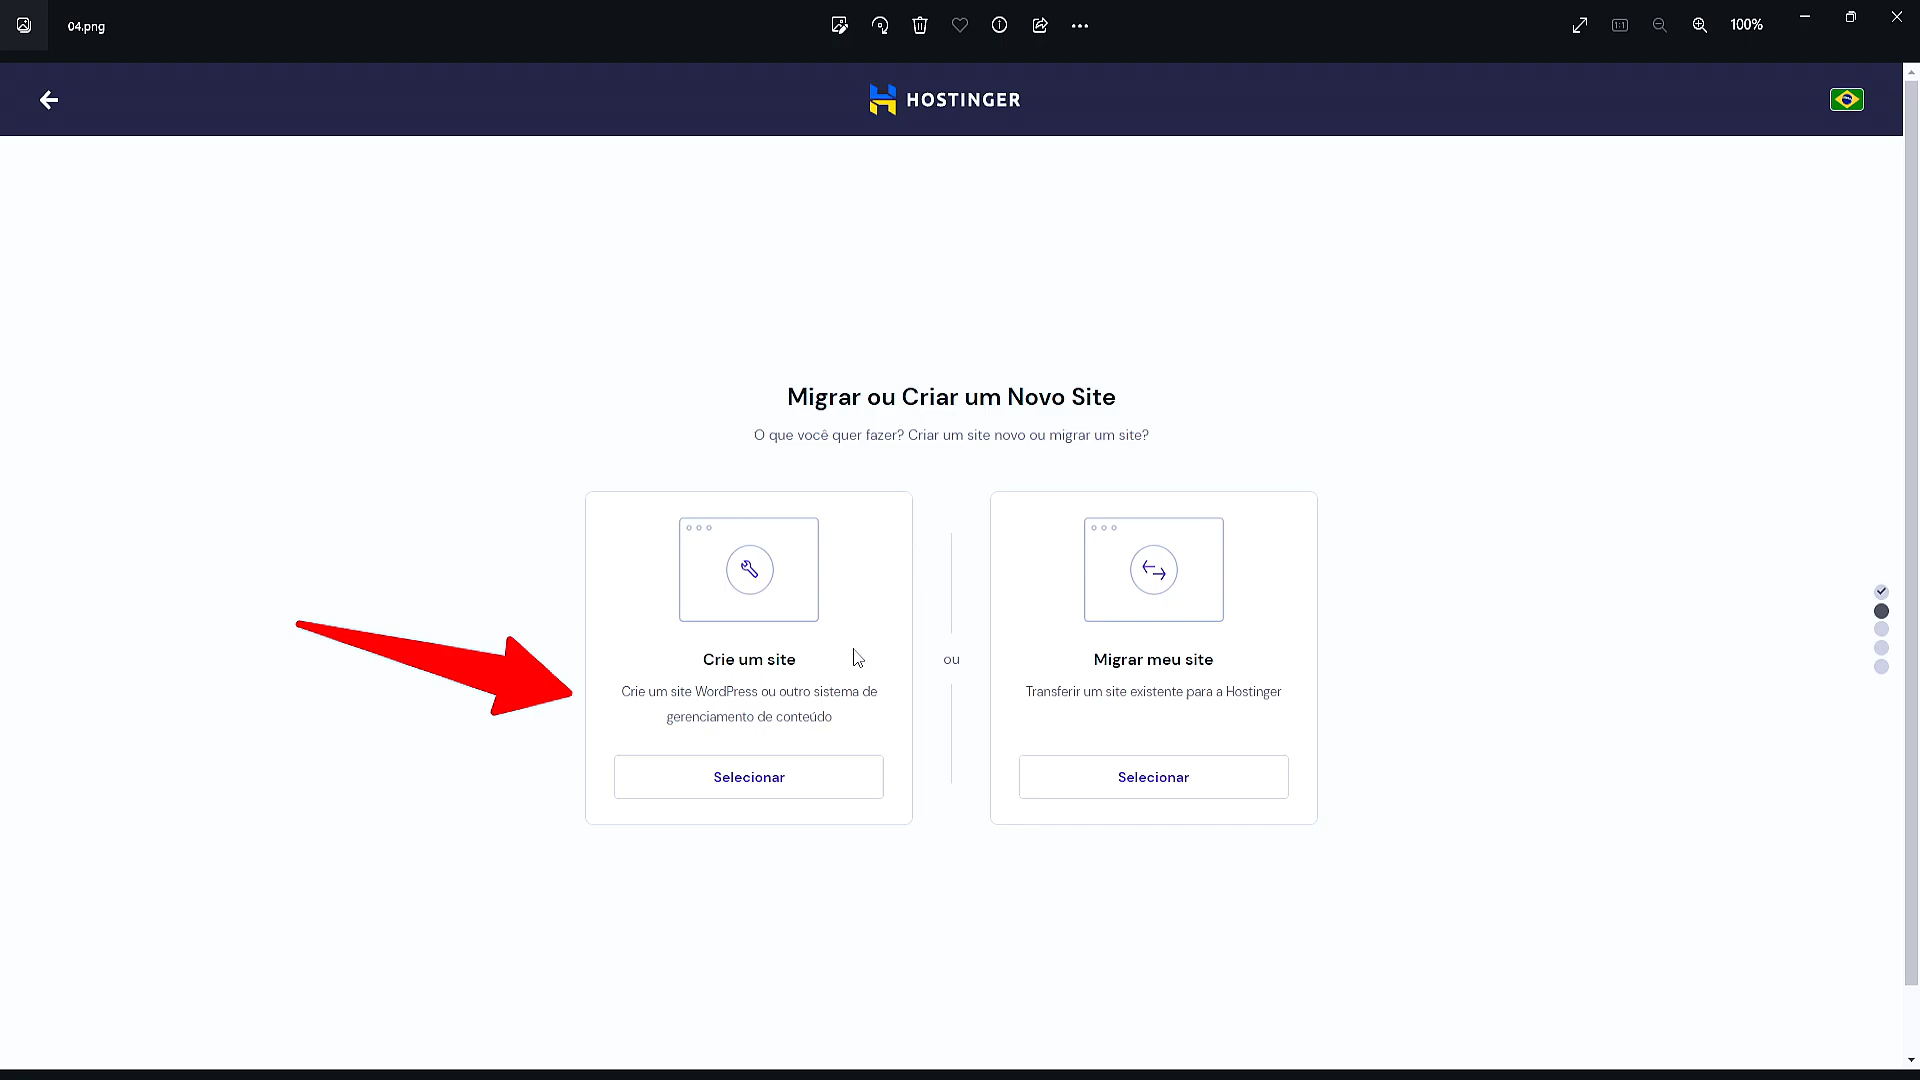 04.png
1:1
100%
HOSTINGER
Migrar ou Criar um Novo Site
O que você quer fazer? Criar um site novo ou migrar um site?
Crie um site
Crie um site WordPress ou outro sistema de
gerenciamento de conteúdo
Selecionar
ou
Migrar meu site
Transferir um site existente para a Hostinger
Selecionar